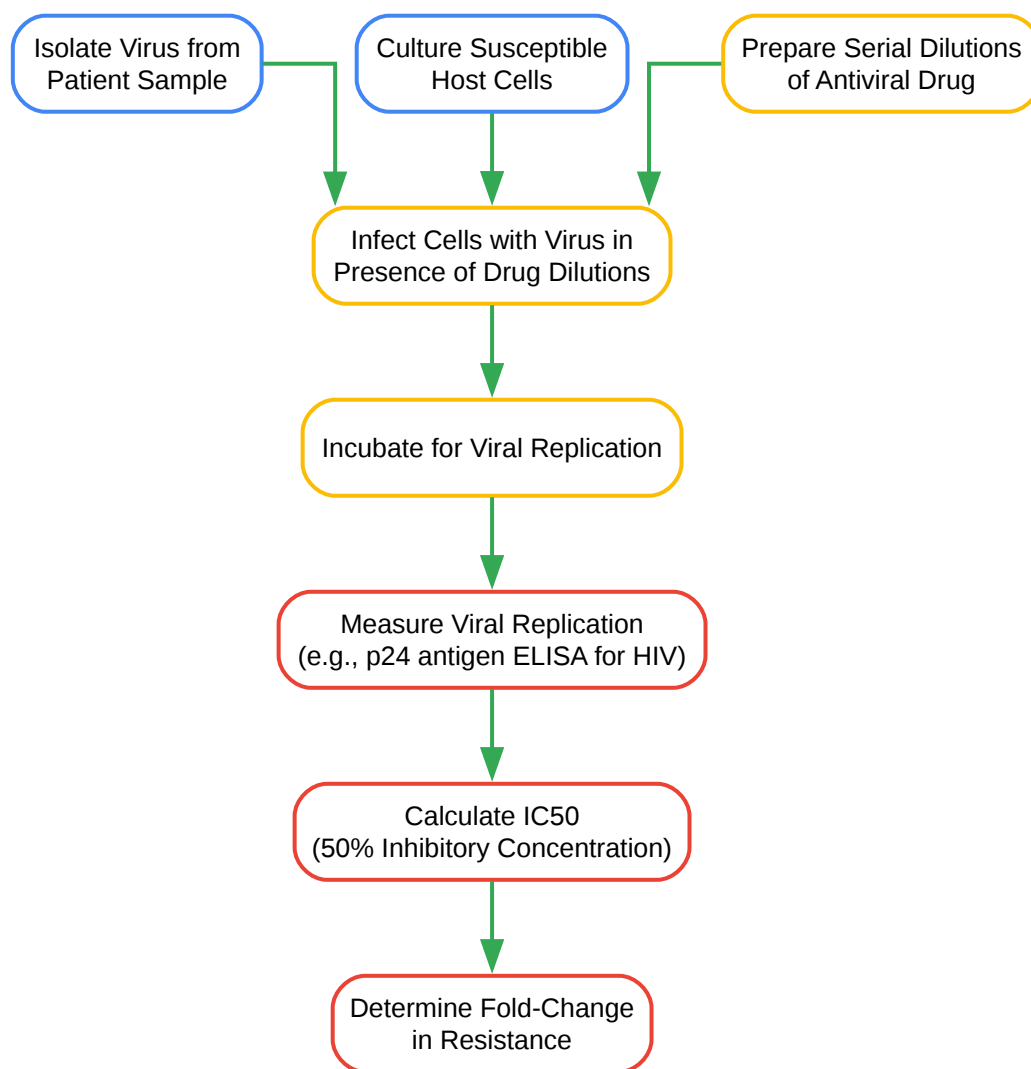 Isolate Virus from
Patient Sample
Culture Susceptible
Host Cells
Prepare Serial Dilutions
of Antiviral Drug
Infect Cells with Virus in
Presence of Drug Dilutions
Incubate for Viral Replication
Measure Viral Replication
(e.g., p24 antigen ELISA for HIV)
Calculate IC50
(50% Inhibitory Concentration)
Determine Fold-Change
in Resistance